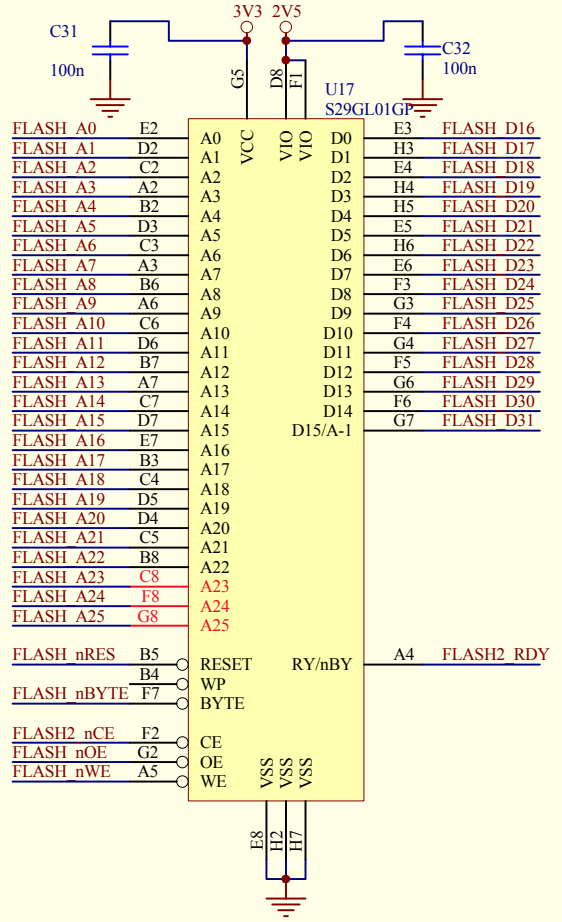 3V3 2V5
C31
100n
C32
100n
G5 D8 F1
U17
S29GL01GP
VCC VIO VIO
FLASH_A0 E2 A0 D0 E3 FLASH_D16
FLASH_A1 D2 A1 D1 H3 FLASH_D17
FLASH_A2 C2 A2 D2 E4 FLASH_D18
FLASH_A3 A2 A3 D3 H4 FLASH_D19
FLASH_A4 B2 A4 D4 H5 FLASH_D20
FLASH_A5 D3 A5 D5 E5 FLASH_D21
FLASH_A6 C3 A6 D6 H6 FLASH_D22
FLASH_A7 A3 A7 D7 E6 FLASH_D23
FLASH_A8 B6 A8 D8 F3 FLASH_D24
FLASH_A9 A6 A9 D9 G3 FLASH_D25
FLASH_A10 C6 A10 D10 F4 FLASH_D26
FLASH_A11 D6 A11 D11 G4 FLASH_D27
FLASH_A12 B7 A12 D12 F5 FLASH_D28
FLASH_A13 A7 A13 D13 G6 FLASH_D29
FLASH_A14 C7 A14 D14 F6 FLASH_D30
FLASH_A15 D7 A15 D15/A-1 G7 FLASH_D31
FLASH_A16 E7 A16
FLASH_A17 B3 A17
FLASH_A18 C4 A18
FLASH_A19 D5 A19
FLASH_A20 D4 A20
FLASH_A21 C5 A21
FLASH_A22 B8 A22
FLASH_A23 C8 A23
FLASH_A24 F8 A24
FLASH_A25 G8 A25
FLASH_nRES B5 RESET RY/nBY A4 FLASH2_RDY
B4 WP
FLASH_nBYTE F7 BYTE
FLASH2_nCE F2 CE
FLASH_nOE G2 OE
FLASH_nWE A5 WE
VSS VSS VSS
E8 H2 H7